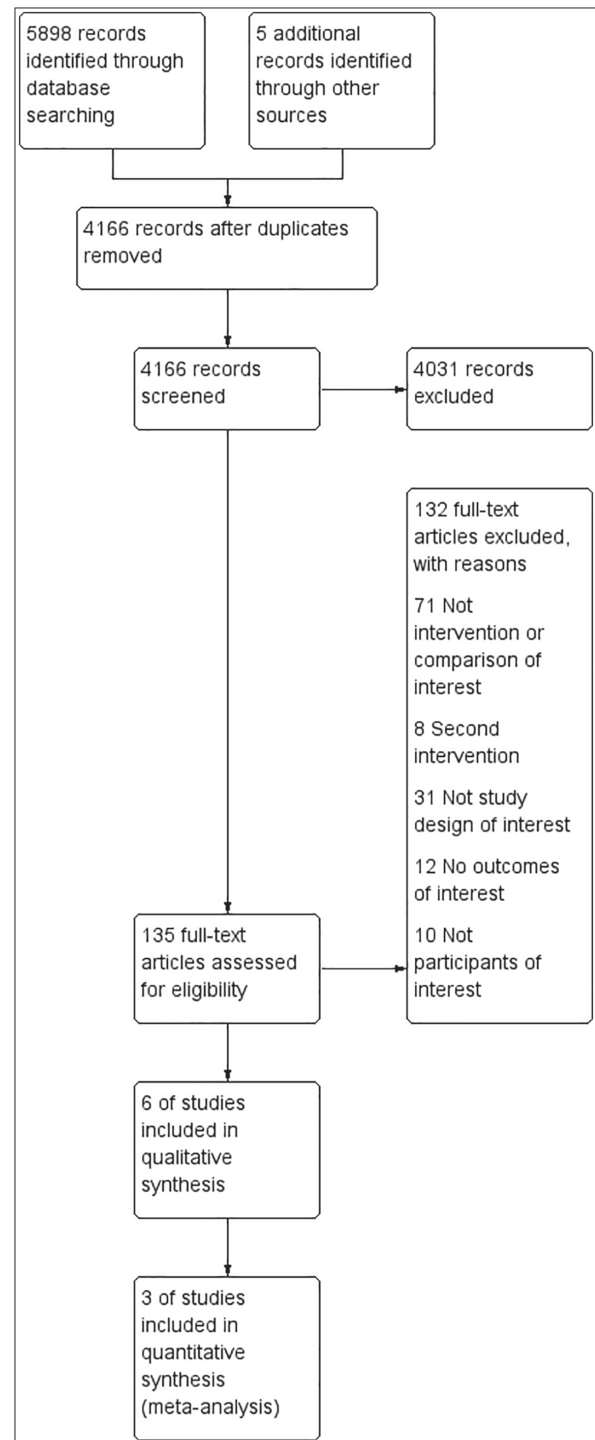 5898 records
identified through
database
searching
5 additional
records identified
through other
sources
4166 records after duplicates
removed
4166 records
screened
4031 records
excluded
132 full-text
articles excluded,
with reasons
71 Not
intervention or
comparison of
interest
8 Second
intervention
31 Not study
design of interest
12 No outcomes
of interest
10 Not
participants of
interest
135 full-text
articles assessed
for eligibility
6 of studies
included in
qualitative
synthesis
3 of studies
included in
quantitative
synthesis
(meta-analysis)